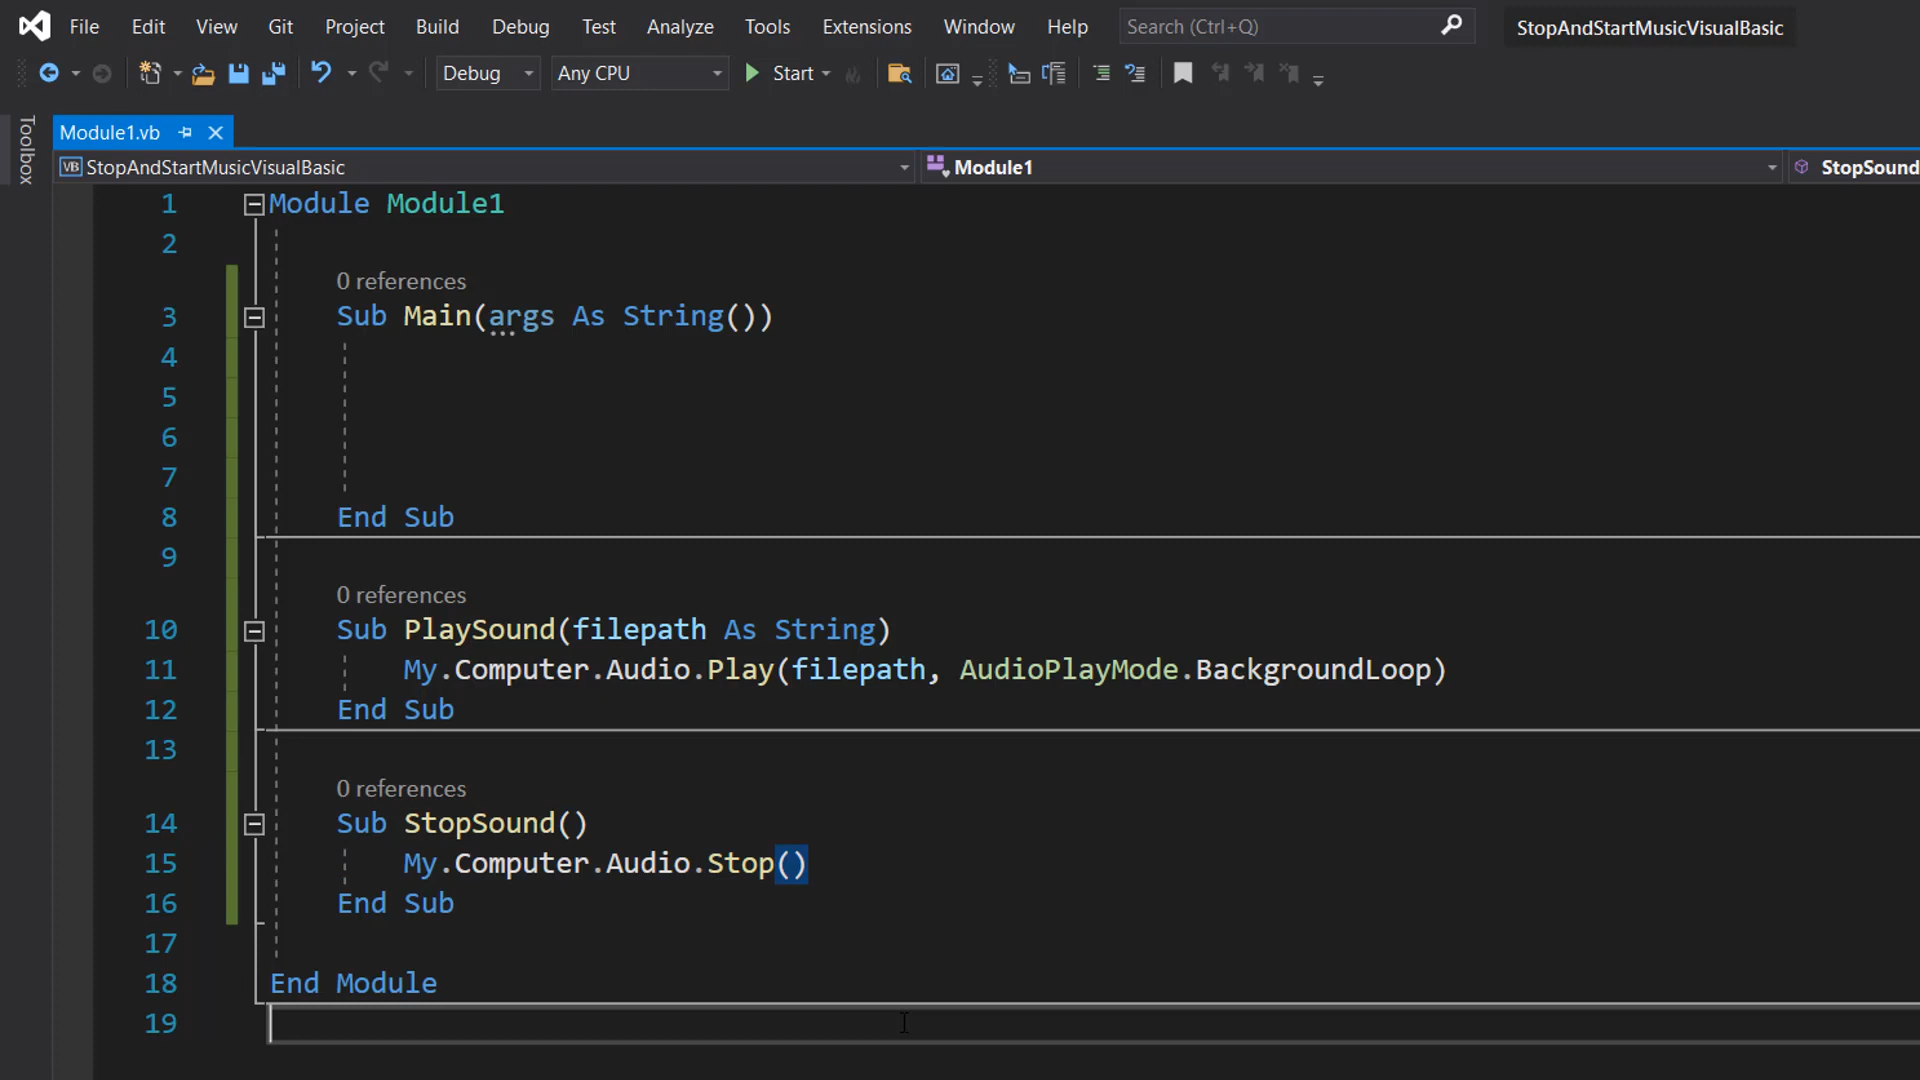 File Edit View Git Project Build Debug Test Analyze Tools Extensions Window Help Search (Ctrl+Q) StopAndStartMusicVisualBasic
Debug Any CPU Start
Toolbox
Module1.vb
VB StopAndStartMusicVisualBasic Module1 StopSound
1 Module Module1
2
0 references
3 Sub Main(args As String())
4
5
6
7
8 End Sub
9
0 references
10 Sub PlaySound(filepath As String)
11 My.Computer.Audio.Play(filepath, AudioPlayMode.BackgroundLoop)
12 End Sub
13
0 references
14 Sub StopSound()
15 My.Computer.Audio.Stop()
16 End Sub
17
18 End Module
19